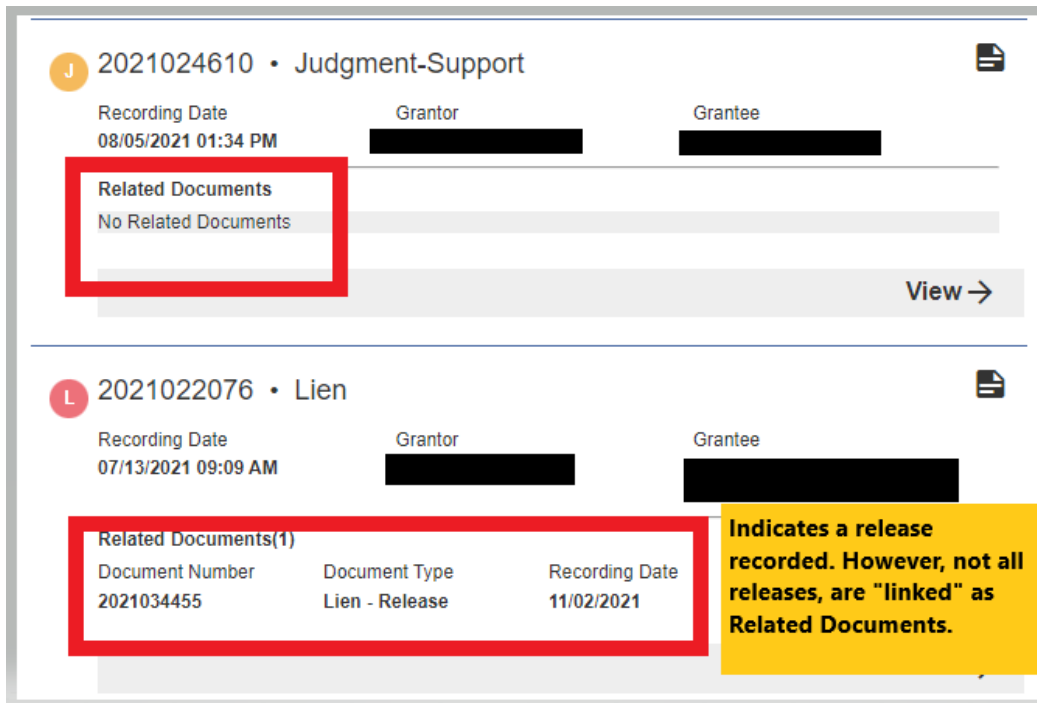 J 2021024610 • Judgment-Support
Recording Date Grantor Grantee
08/05/2021 01:34 PM
Related Documents
No Related Documents
View →
L 2021022076 • Lien
Recording Date Grantor Grantee
07/13/2021 09:09 AM
Related Documents(1)
Document Number Document Type Recording Date
2021034455 Lien - Release 11/02/2021
Indicates a release
recorded. However, not all
releases, are "linked" as
Related Documents.